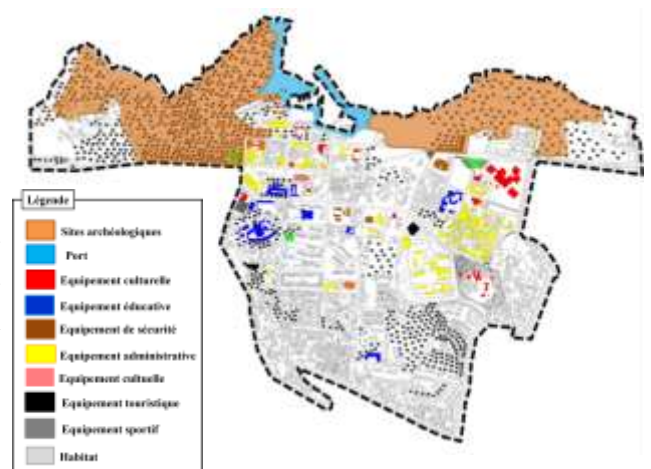 Légende
Sites archéologiques
Port
Equipement culturelle
Equipement éducative
Equipement de sécurité
Equipement administrative
Equipement cultuelle
Equipement touristique
Equipement sportif
Habitat